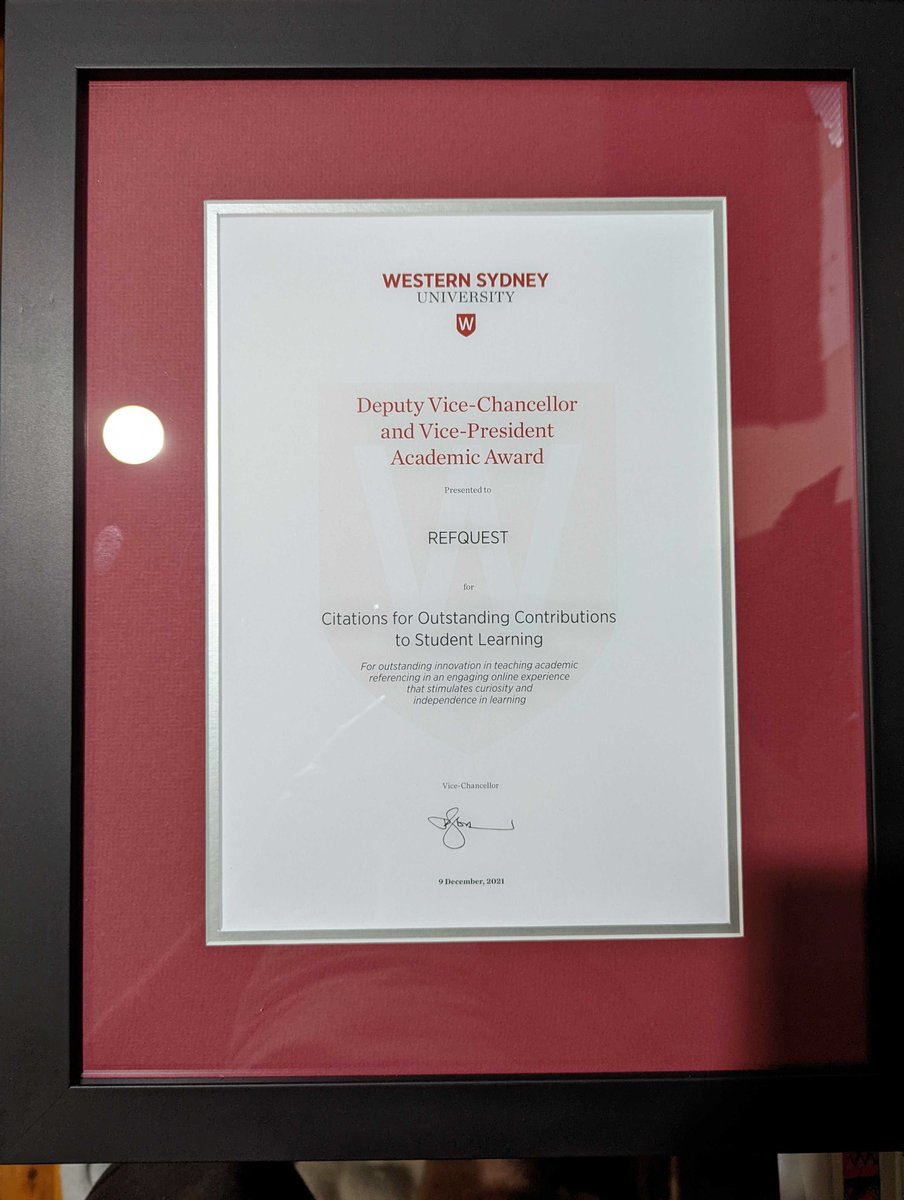 WESTERN SYDNEY
UNIVERSITY
W
Deputy Vice-Chancellor
and Vice-President
Academic Award
Presented to
REFQUEST
for
Citations for Outstanding Contributions
to Student Learning
For outstanding innovation in teaching academic
referencing in an engaging online experience
that stimulates curiosity and
independence in learning
Vice-Chancellor
9 December, 2021